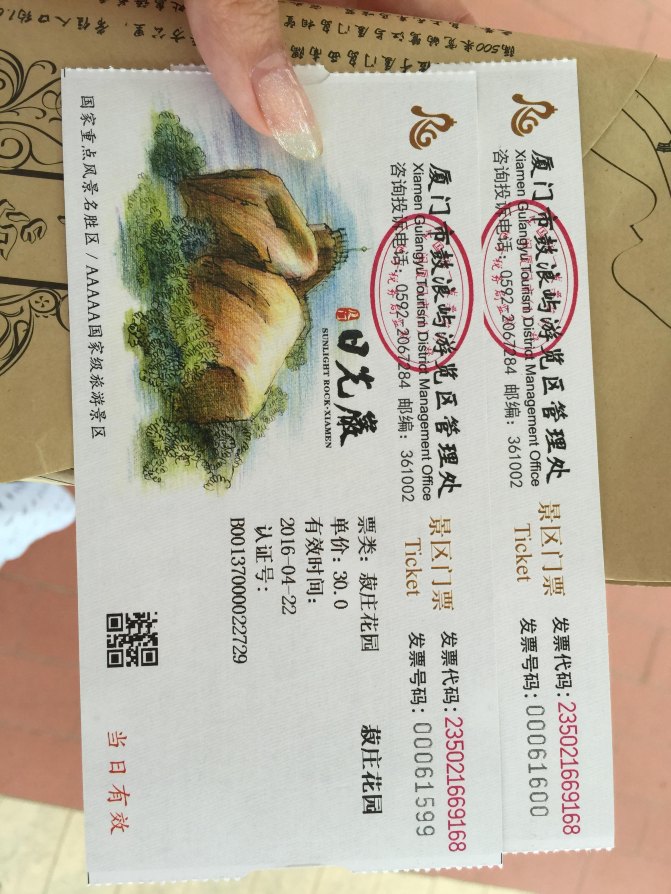 厦门市鼓浪屿游览区管理处
Xiamen Gulangyu Tourism District Management Office
咨询投诉电话：0592-2067284 邮编：361002
景区门票
Ticket
发票代码：235021669168
发票号码：00061600
厦门市鼓浪屿游览区管理处
Xiamen Gulangyu Tourism District Management Office
咨询投诉电话：0592-2067284 邮编：361002
景区门票
Ticket
发票代码：235021669168
发票号码：00061599
日光巖
SUNLIGHT ROCK·XIAMEN
票类：菽庄花园
菽庄花园
单价：30.0
有效时间：
2016-04-22
认证号：
B00137000022729
国家重点风景名胜区 / AAAAA国家级旅游景区
当日有效